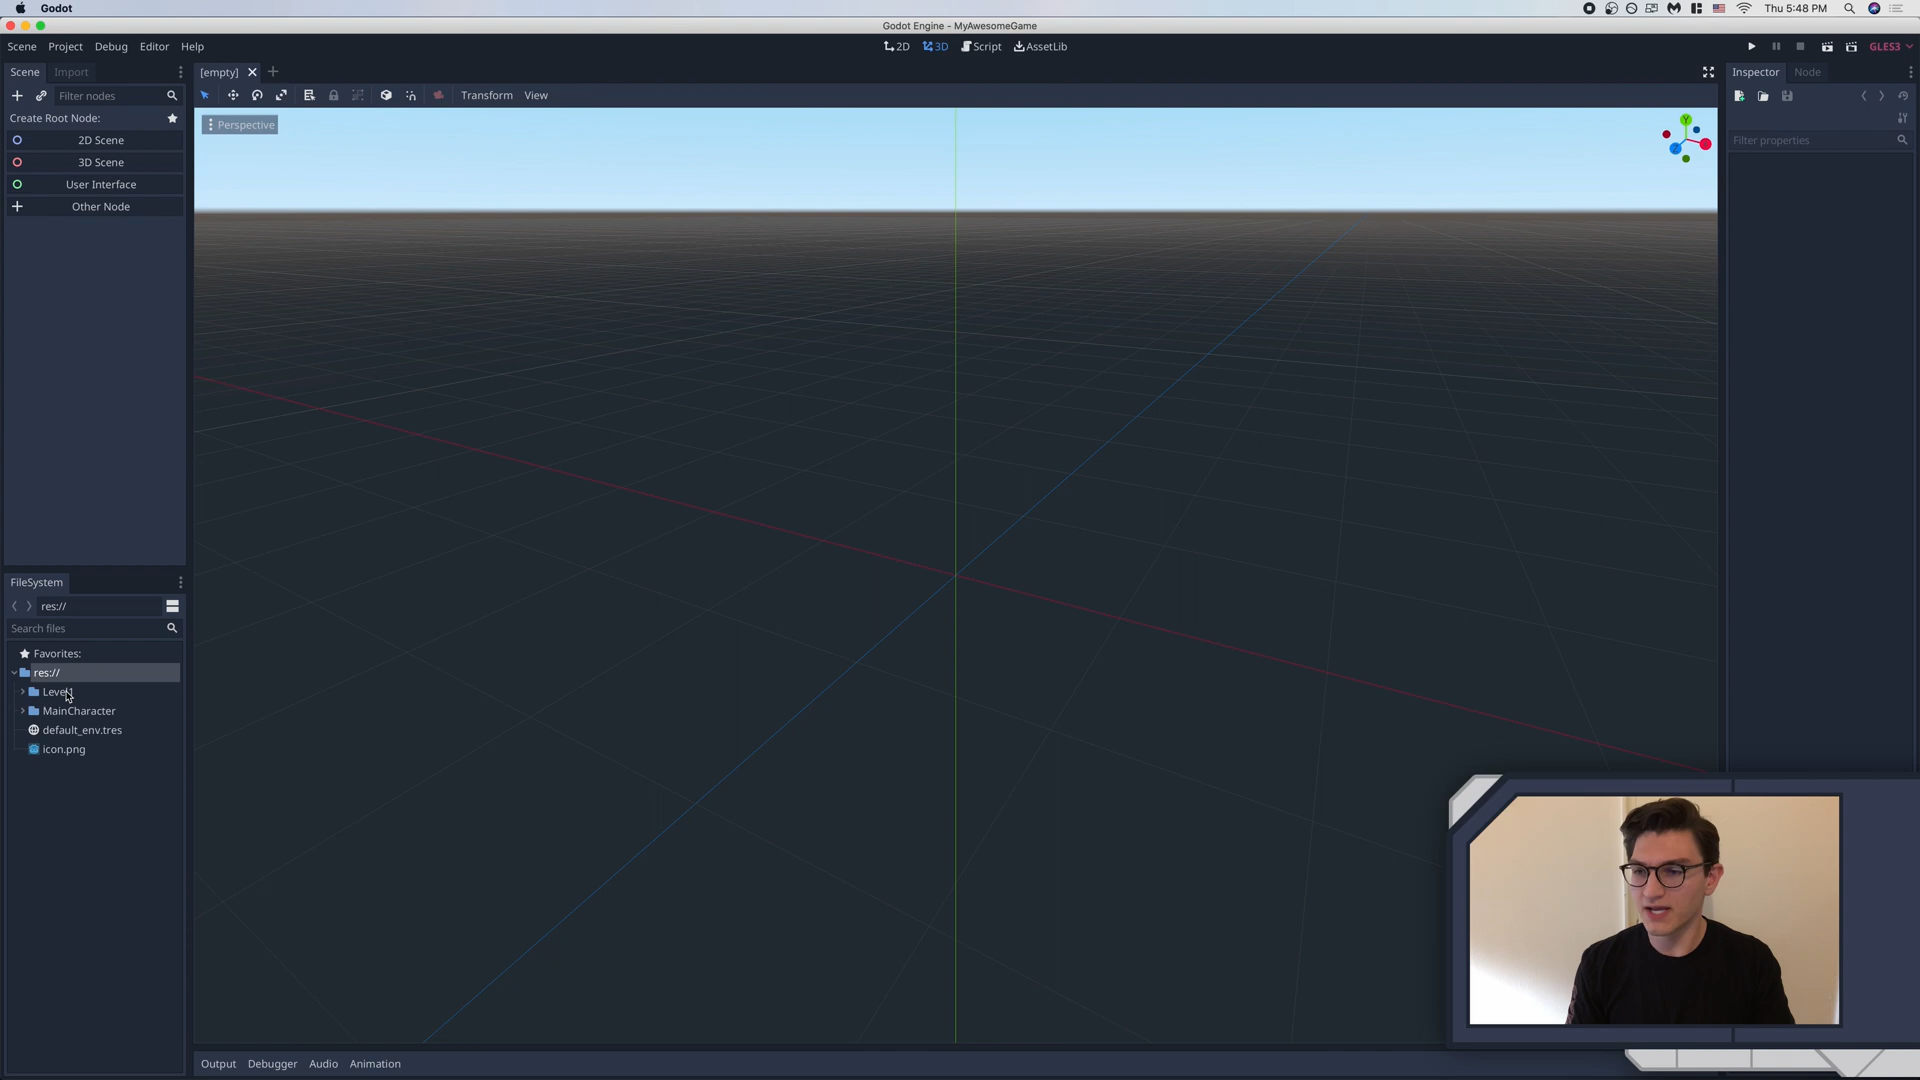 Godot
Thu 5:48 PM
Godot Engine - MyAwesomeGame
Scene Project Debug Editor Help
2D 3D Script AssetLib
GLES3
Scene Import
[empty]
Inspector Node
Filter nodes
Transform View
Create Root Node:
Perspective
Y
Z
2D Scene
Filter properties
3D Scene
User Interface
Other Node
FileSystem
res://
Search files
Favorites:
res://
MainCharacter
default_env.tres
icon.png
Output Debugger Audio Animation